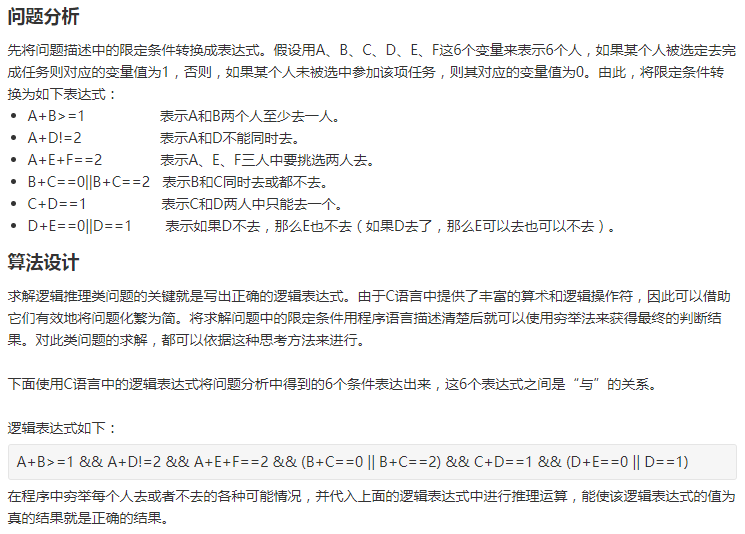 问题分析
先将问题描述中的限定条件转换成表达式。假设用A、B、C、D、E、F这6个变量来表示6个人，如果某个人被选定去完
成任务则对应的变量值为1，否则，如果某个人未被选中参加该项任务，则其对应的变量值为0。由此，将限定条件转
换为如下表达式：
• A+B>=1 表示A和B两个人至少去一人。
• A+D!=2 表示A和D不能同时去。
• A+E+F==2 表示A、E、F三人中要挑选两人去。
• B+C==0||B+C==2 表示B和C同时去或都不去。
• C+D==1 表示C和D两人中只能去一个。
• D+E==0||D==1 表示如果D不去，那么E也不去（如果D去了，那么E可以去也可以不去）。
算法设计
求解逻辑推理类问题的关键就是写出正确的逻辑表达式。由于C语言中提供了丰富的算术和逻辑操作符，因此可以借助
它们有效地将问题化繁为简。将求解问题中的限定条件用程序语言描述清楚后就可以使用穷举法来获得最终的判断结
果。对此类问题的求解，都可以依据这种思考方法来进行。
下面使用C语言中的逻辑表达式将问题分析中得到的6个条件表达出来，这6个表达式之间是“与”的关系。
逻辑表达式如下：
A+B>=1 && A+D!=2 && A+E+F==2 && (B+C==0 || B+C==2) && C+D==1 && (D+E==0 || D==1)
在程序中穷举每个人去或者不去的各种可能情况，并代入上面的逻辑表达式中进行推理运算，能使该逻辑表达式的值为
真的结果就是正确的结果。